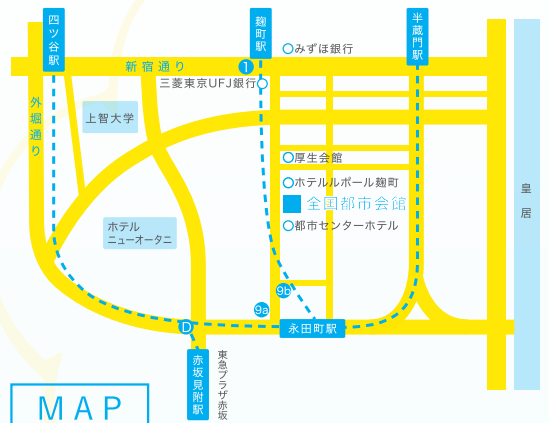 四ツ谷駅
麹町駅
半蔵門駅
みずほ銀行
新宿通り
1
三菱東京UFJ銀行
外堀通り
上智大学
厚生会館
ホテルルポール麹町
全国都市会館
都市センターホテル
皇居
ホテル
ニューオータニ
9b
9a
D
永田町駅
赤坂見附駅
東急プラザ赤坂
MAP